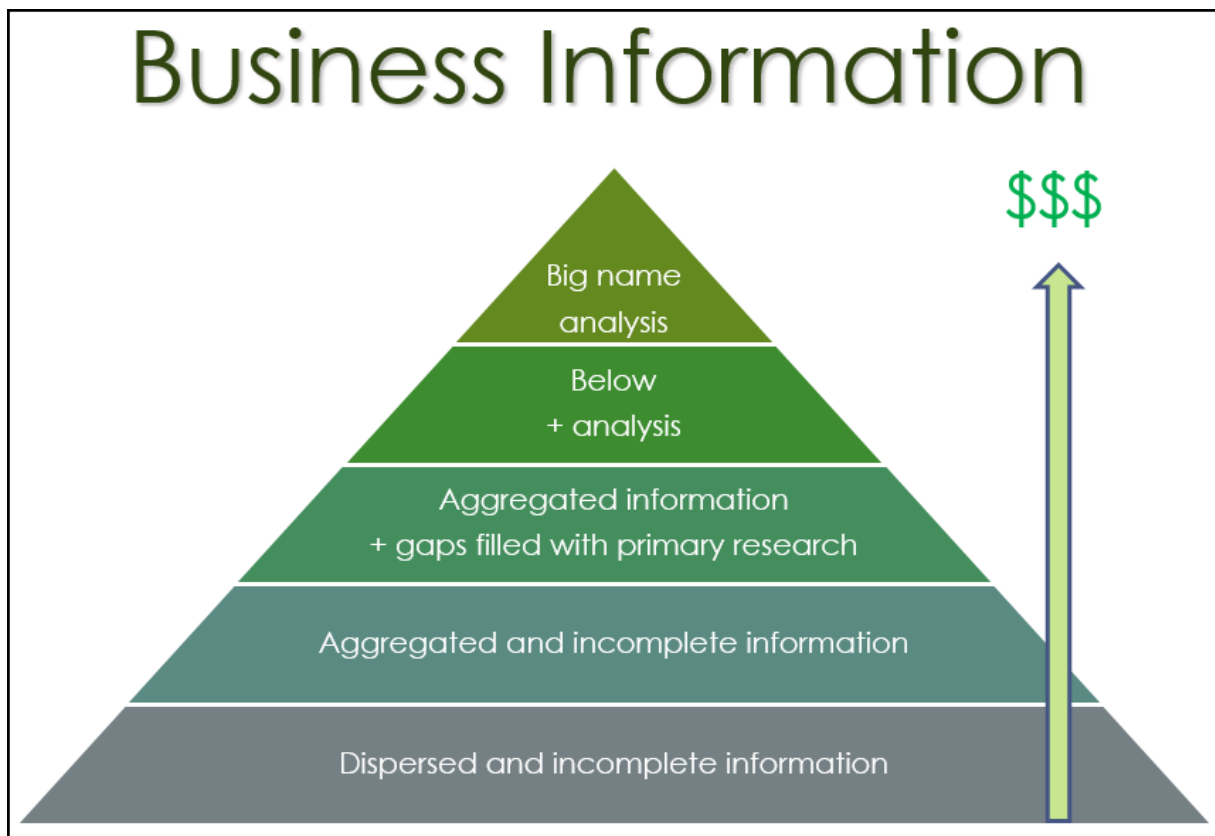 Business Information
$$$
Big name
analysis
Below
+ analysis
Aggregated information
+ gaps filled with primary research
Aggregated and incomplete information
Dispersed and incomplete information